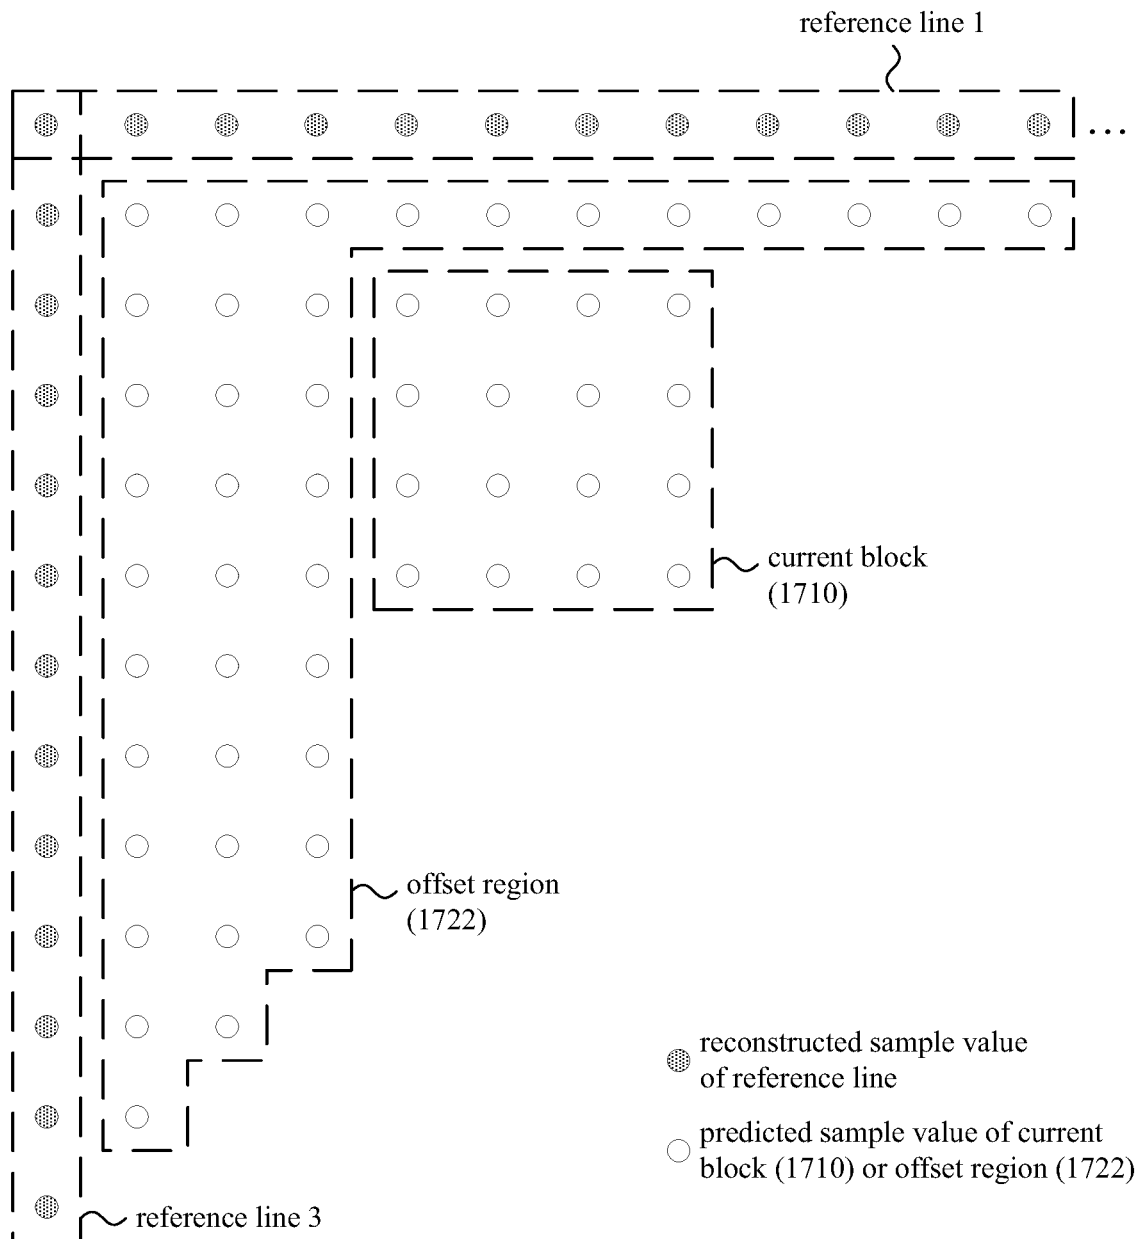 reference line 1
...
current block
(1710)
offset region
(1722)
reconstructed sample value
of reference line
predicted sample value of current
block (1710) or offset region (1722)
reference line 3